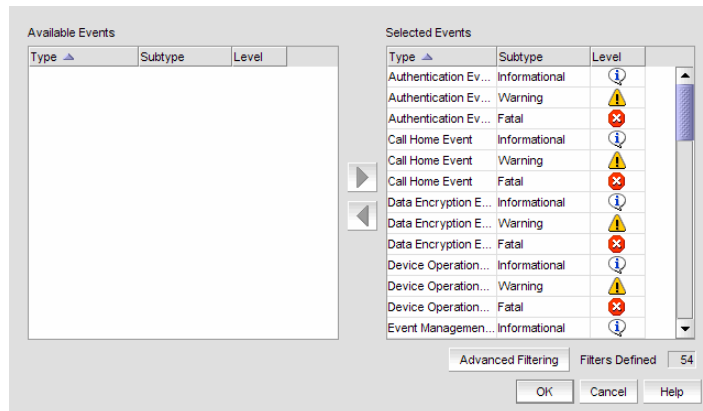 Available Events
Type Subtype Level
Selected Events
Type Subtype Level
Authentication Ev... Informational
Authentication Ev... Warning
Authentication Ev... Fatal
Call Home Event Informational
Call Home Event Warning
Call Home Event Fatal
Data Encryption E... Informational
Data Encryption E... Warning
Data Encryption E... Fatal
Device Operation... Informational
Device Operation... Warning
Device Operation... Fatal
Event Managemen... Informational
Advanced Filtering Filters Defined 54
OK Cancel Help